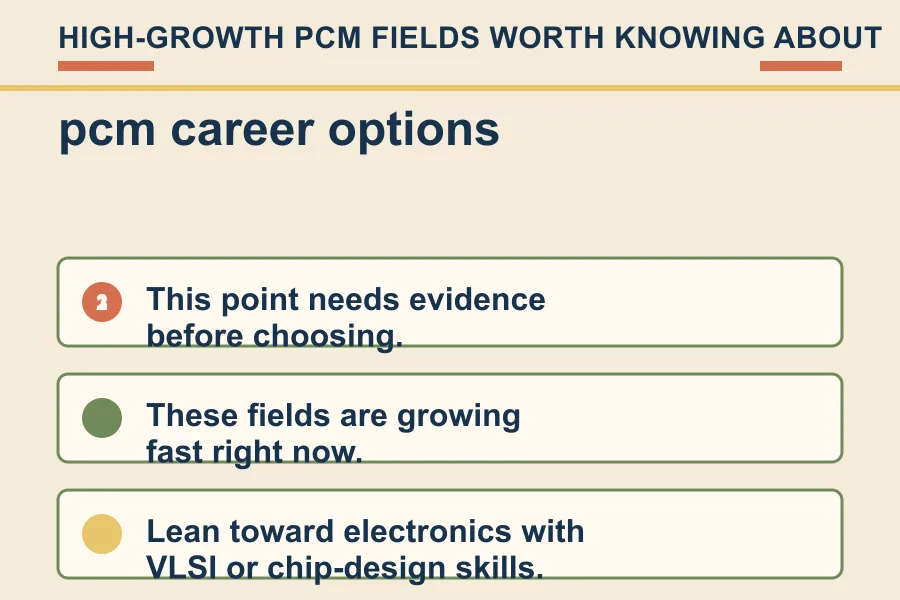 HIGH-GROWTH PCM FIELDS WORTH KNOWING ABOUT
pcm career options
This point needs evidence
before choosing.
These fields are growing
fast right now.
Lean toward electronics with
VLSI or chip-design skills.